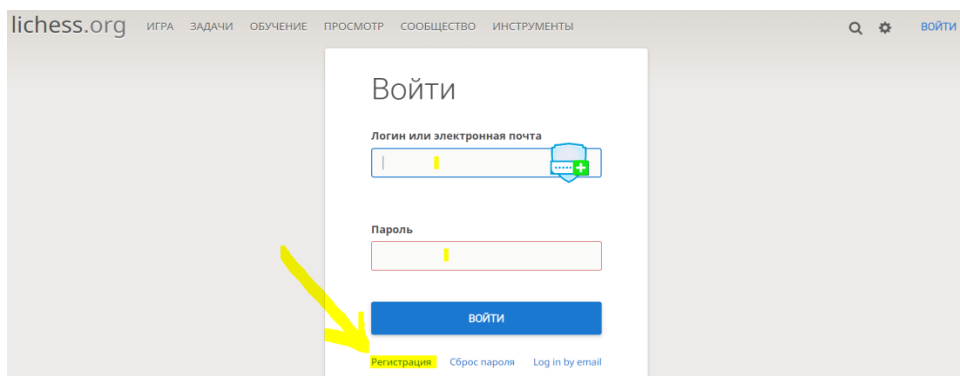 lichess.org ИГРА ЗАДАЧИ ОБУЧЕНИЕ ПРОСМОТР СООБЩЕСТВО ИНСТРУМЕНТЫ ВОЙТИ
Войти
Логин или электронная почта
Пароль
ВОЙТИ
Регистрация Сброс пароля Log in by email